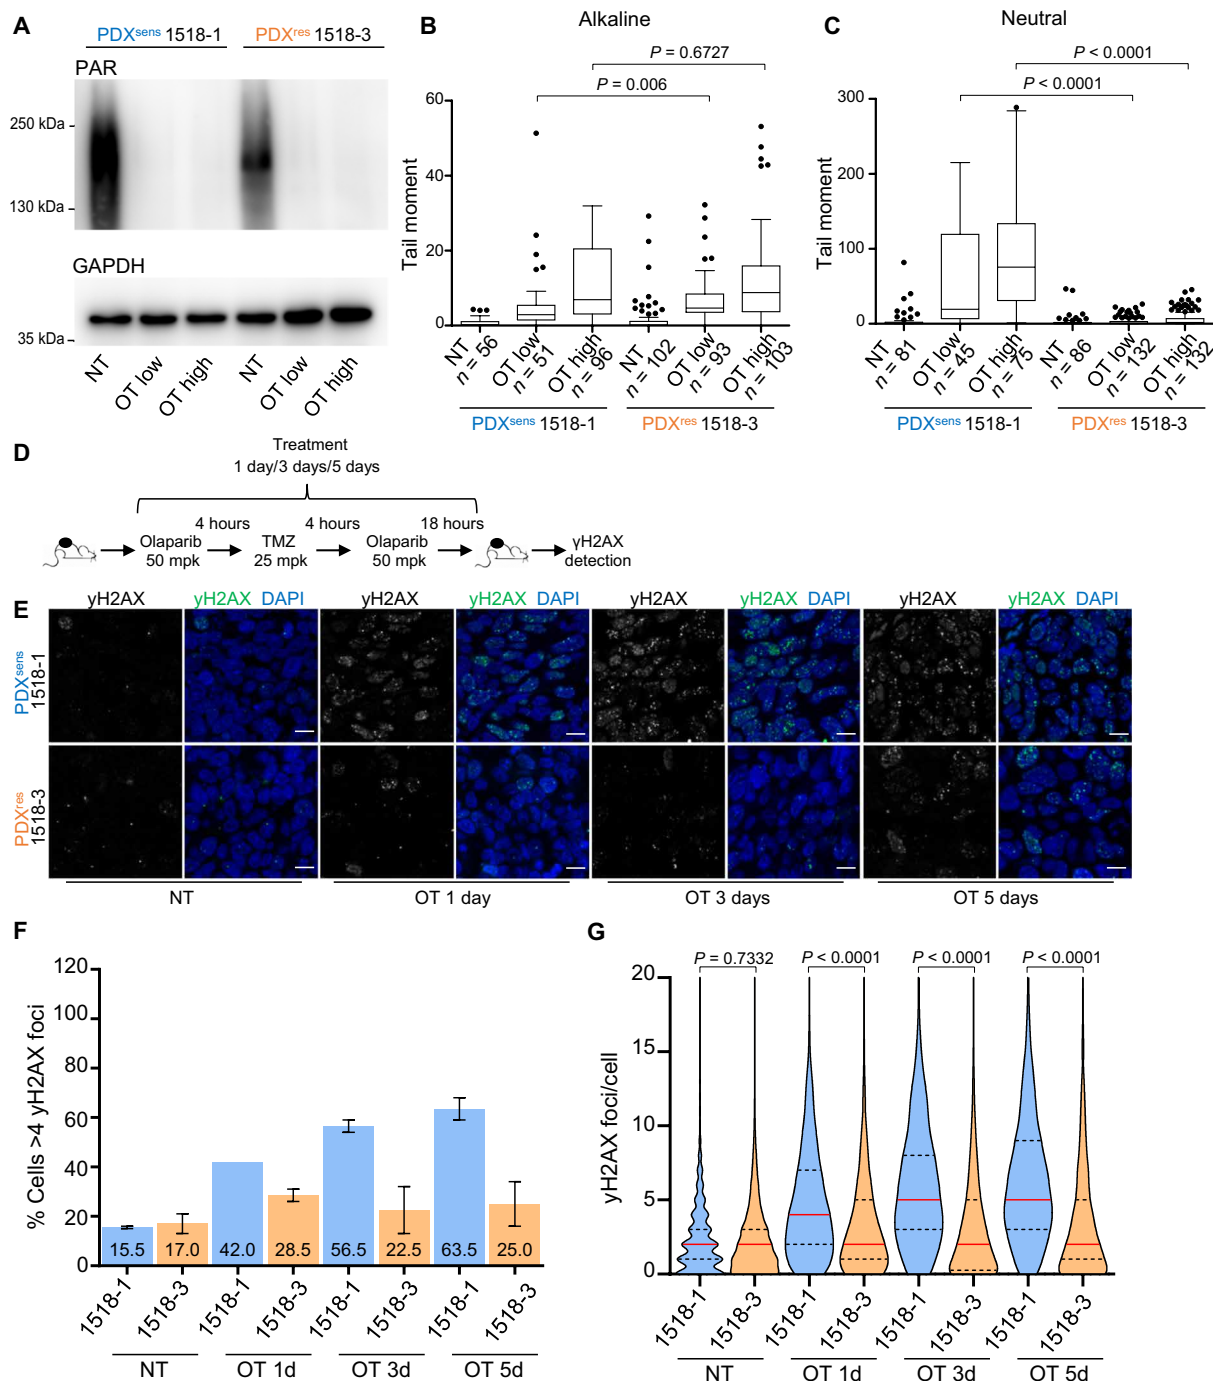 A
PDXsens 1518-1
PDXres 1518-3
PAR
250 kDa
130 kDa
GAPDH
35 kDa
NT
OT low
OT high
NT
OT low
OT high
B
Alkaline
P = 0.6727
P = 0.006
Tail moment
60
40
20
0
NT
n = 56
OT low
n = 51
OT high
n = 96
NT
n = 102
OT low
n = 93
OT high
n = 103
PDXsens 1518-1
PDXres 1518-3
C
Neutral
P < 0.0001
P < 0.0001
Tail moment
300
200
100
0
NT
n = 81
OT low
n = 45
OT high
n = 75
NT
n = 86
OT low
n = 132
OT high
n = 132
PDXsens 1518-1
PDXres 1518-3
D
Treatment
1 day/3 days/5 days
4 hours
4 hours
18 hours
Olaparib
50 mpk
TMZ
25 mpk
Olaparib
50 mpk
γH2AX
detection
E
yH2AX
yH2AX DAPI
yH2AX
yH2AX DAPI
yH2AX
yH2AX DAPI
yH2AX
yH2AX DAPI
PDXsens
1518-1
PDXres
1518-3
NT
OT 1 day
OT 3 days
OT 5 days
F
% Cells >4 yH2AX foci
120
100
80
60
40
20
0
15.5
17.0
42.0
28.5
56.5
22.5
63.5
25.0
1518-1
1518-3
1518-1
1518-3
1518-1
1518-3
1518-1
1518-3
NT
OT 1d
OT 3d
OT 5d
G
P = 0.7332
P < 0.0001
P < 0.0001
P < 0.0001
yH2AX foci/cell
20
15
10
5
0
1518-1
1518-3
1518-1
1518-3
1518-1
1518-3
1518-1
1518-3
NT
OT 1d
OT 3d
OT 5d